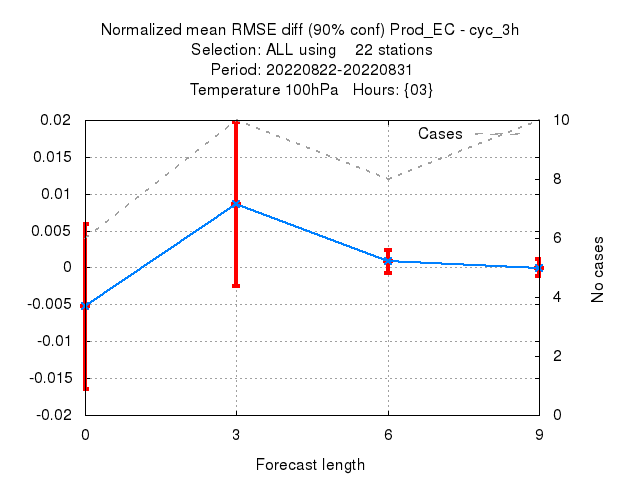 Normalized mean RMSE diff (90% conf) Prod_EC - cyc_3h
Selection: ALL using    22 stations
Period: 20220822-20220831
Temperature 100hPa   Hours: {03}
0.02
0.015
0.01
0.005
0
-0.005
-0.01
-0.015
-0.02
Cases
10
8
6
4
2
0
No cases
0 3 6 9
Forecast length